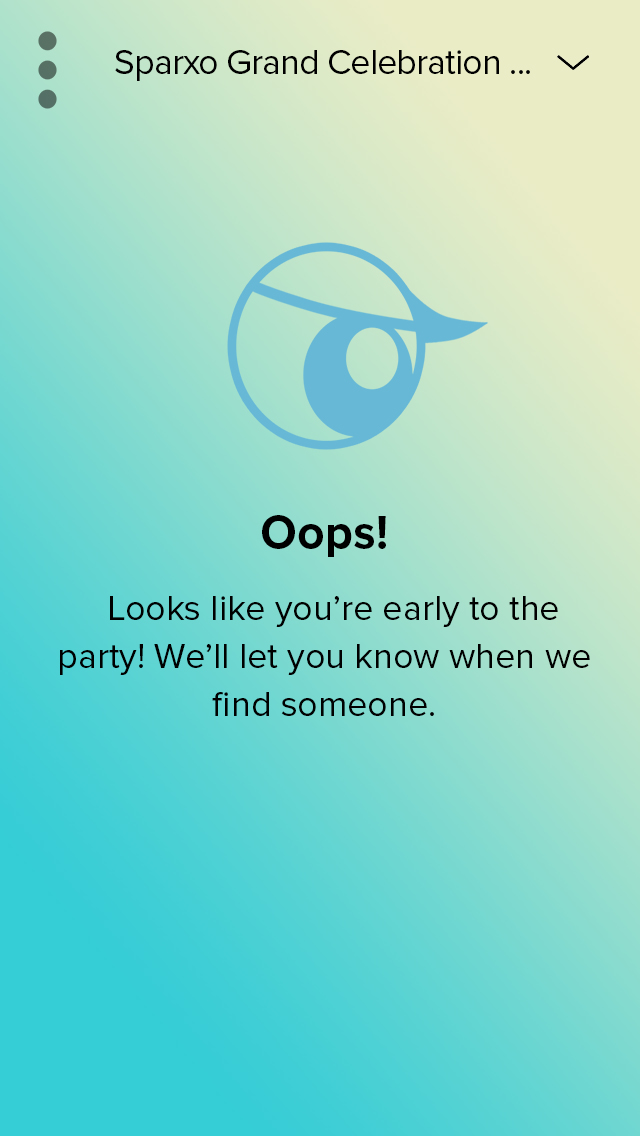 Sparxo Grand Celebration ...
Oops!
Looks like you’re early to the
party! We’ll let you know when we
find someone.